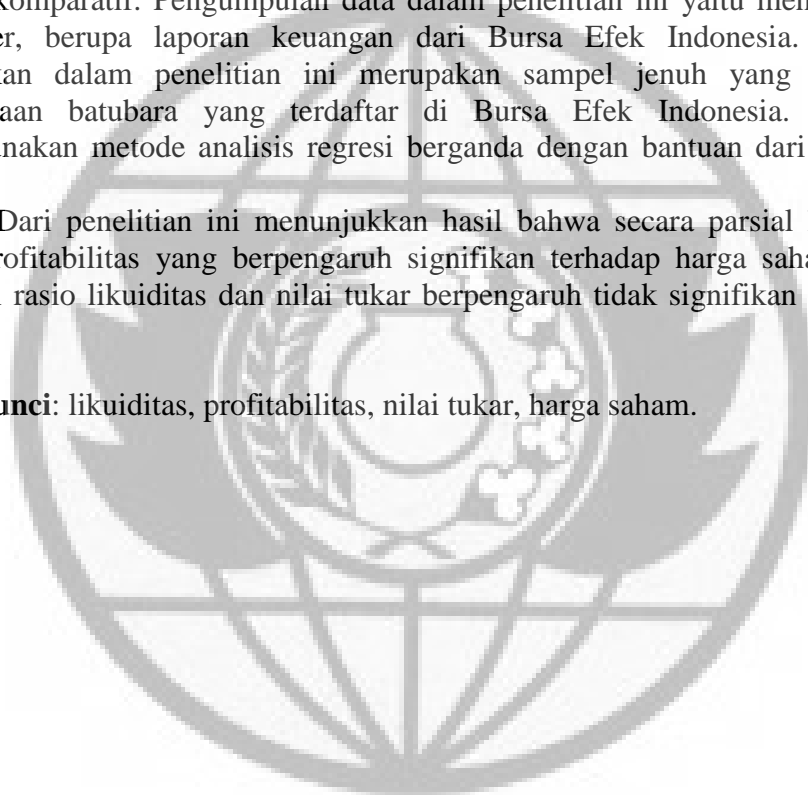 komparatif. Pengumpulan data dalam penelitian ini yaitu men
er, berupa laporan keuangan dari Bursa Efek Indonesia.
kan dalam penelitian ini merupakan sampel jenuh yang
aan batubara yang terdaftar di Bursa Efek Indonesia.
nakan metode analisis regresi berganda dengan bantuan dari
Dari penelitian ini menunjukkan hasil bahwa secara parsial
rofitabilitas yang berpengaruh signifikan terhadap harga saha
rasio likuiditas dan nilai tukar berpengaruh tidak signifikan
unci: likuiditas, profitabilitas, nilai tukar, harga saham.